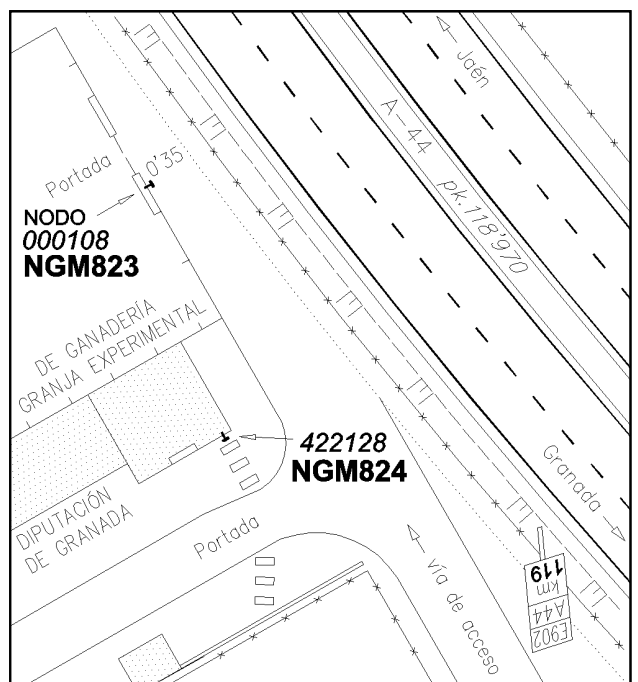 Jaén
A-44
pk.118'970
Portada
0'35
NODO
000108
NGM823
DE GANADERÍA
GRANJA EXPERIMENTAL
422128
NGM824
Granada
DIPUTACIÓN
DE GRANADA
Portada
vía de acceso
119
km
A44
E902